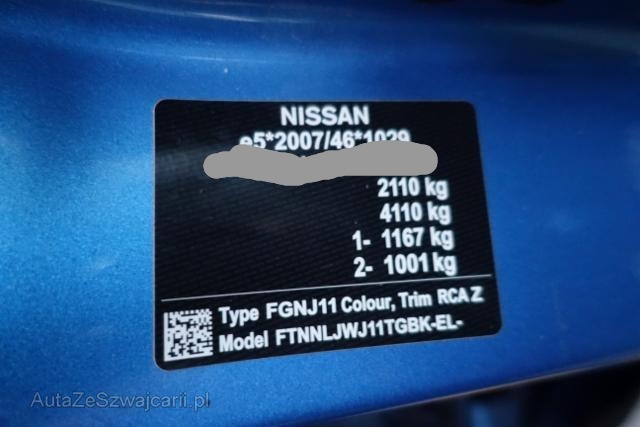 NISSAN
e5*2007/46*1029
2110 kg
4110 kg
1- 1167 kg
2- 1001 kg
Type FGNJ11 Colour, Trim RCA Z
Model FTNNLJWJ11TGBK-EL-
AutaZeSzwajcarii.pl